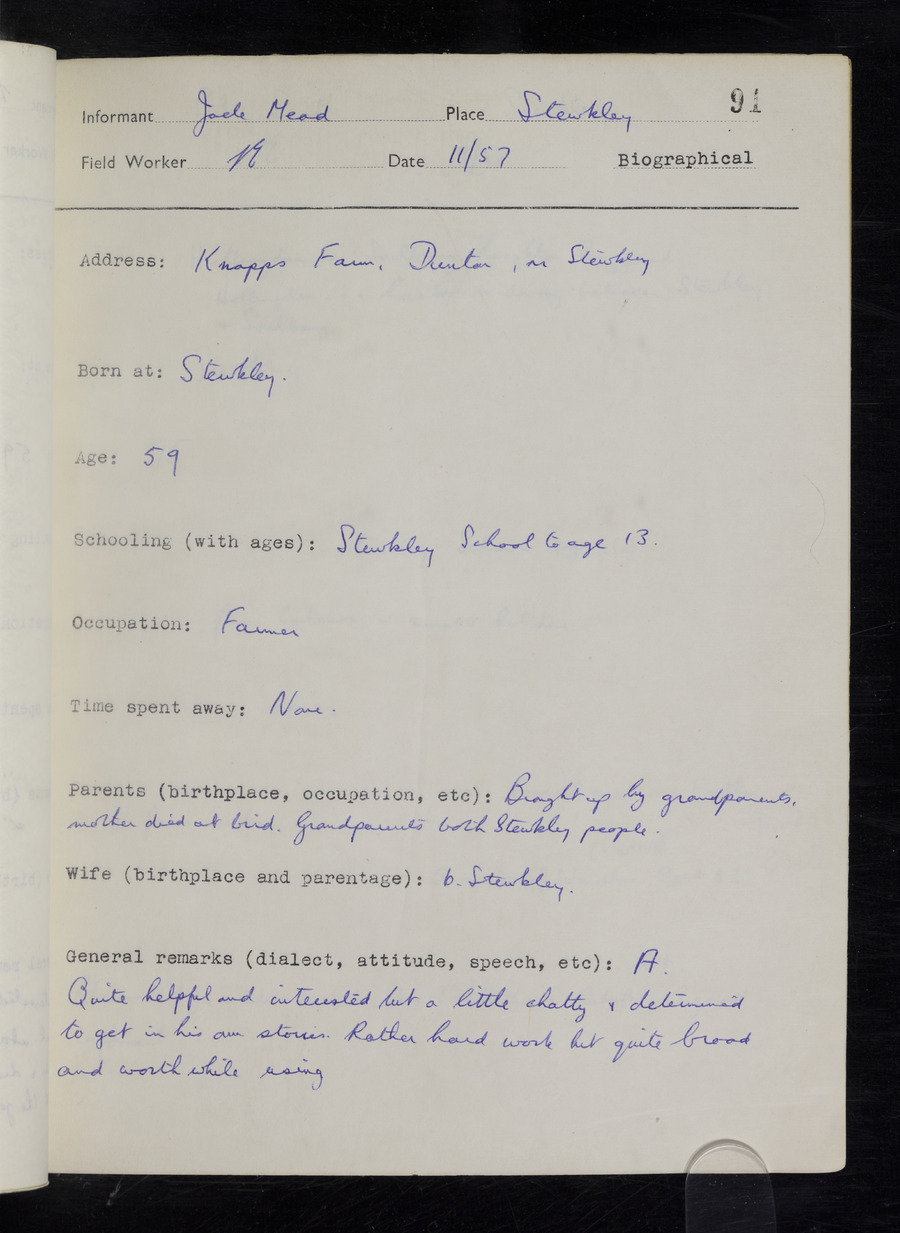 91
Informant Jack Mead Place Stewkley
Field Worker Date 11/57 Biographical
Address: Knapps Farm, Dunton, nr Stewkley
Born at: Stewkley.
Age: 59
Schooling (with ages): Stewkley School to age 13.
Occupation: Farmer
Time spent away: None.
Parents (birthplace, occupation, etc): Brought up by grandparents,
mother died at bird. Grandparents both Stewkley people.
Wife (birthplace and parentage): b. Stewkley.
General remarks (dialect, attitude, speech, etc): A.
Quite helpful and interested but a little chatty & determined
to get in his own stories. Rather hard work but quite broad
and worth while using